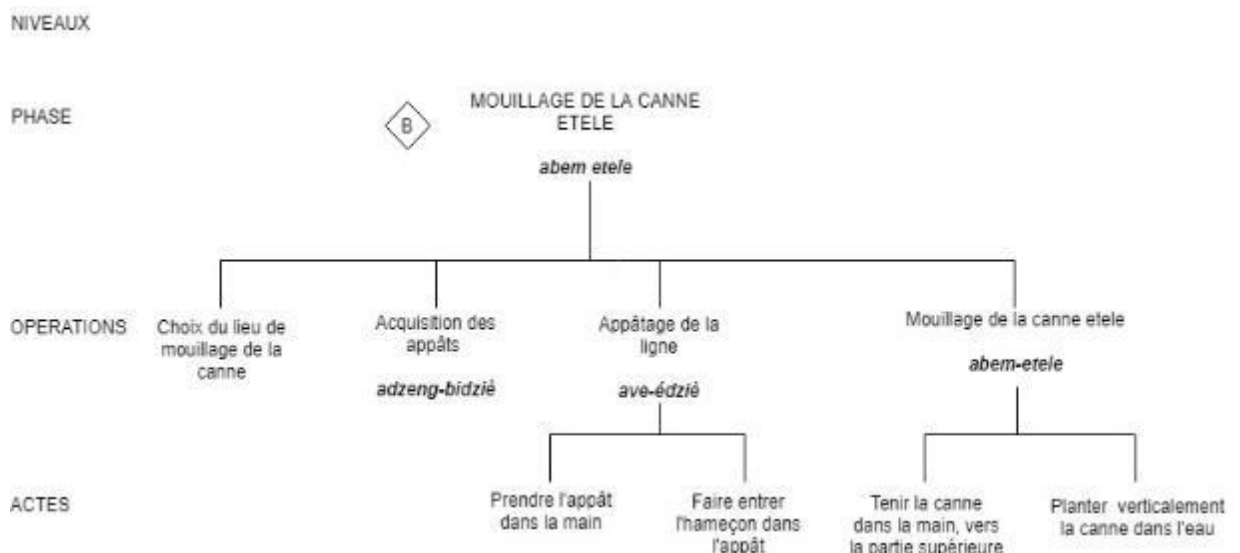 NIVEAUX
PHASE
B
MOUILLAGE DE LA CANNE
ETELE
abem etele
OPERATIONS
Choix du lieu de
mouillage de la
canne
Acquisition des
appâts
adzeng-bidziè
Appâtage de la
ligne
ave-édziè
Mouillage de la canne etele
abem-etele
ACTES
Prendre l'appât
dans la main
Faire entrer
l'hameçon dans
l'appât
Tenir la canne
dans la main, vers
la partie supérieure
Planter verticalement
la canne dans l'eau